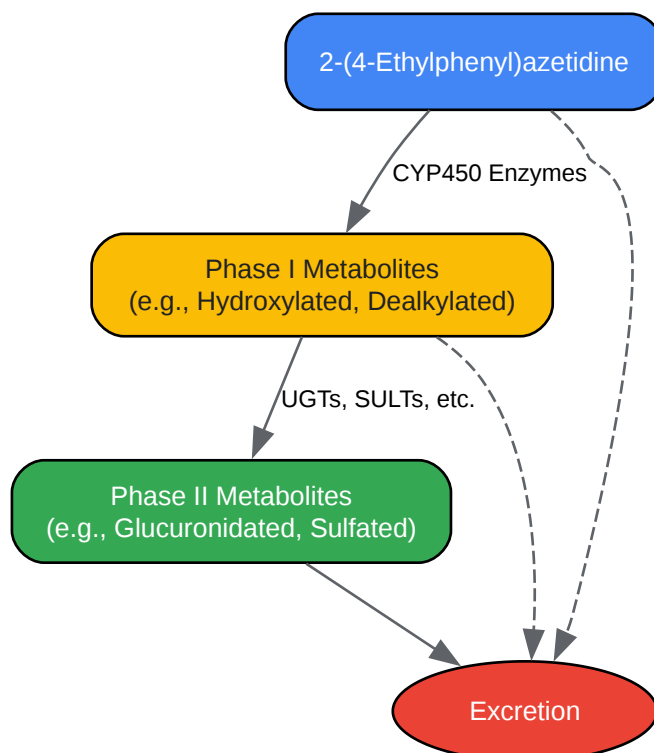 2-(4-Ethylphenyl)azetidine
CYP450 Enzymes
Phase I Metabolites
(e.g., Hydroxylated, Dealkylated)
UGTs, SULTs, etc.
Phase II Metabolites
(e.g., Glucuronidated, Sulfated)
Excretion